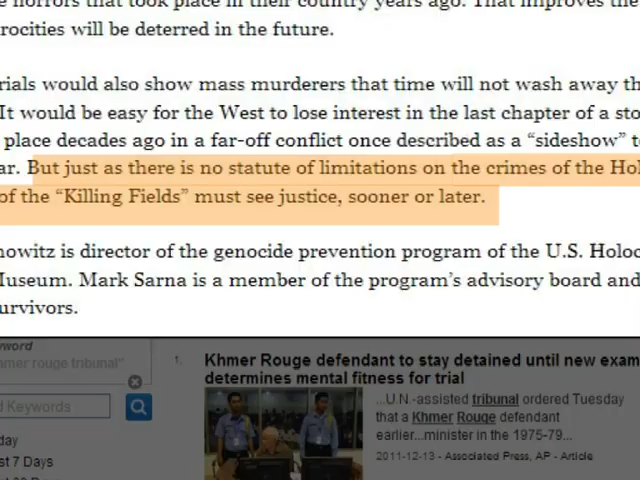 horrors that took place in their country years ago. That improves the
rocities will be deterred in the future.
rials would also show mass murderers that time will not wash away th
It would be easy for the West to lose interest in the last chapter of a sto
place decades ago in a far-off conflict once described as a “sideshow” t
ar. But just as there is no statute of limitations on the crimes of the Hol
of the “Killing Fields” must see justice, sooner or later.
nowitz is director of the genocide prevention program of the U.S. Holoc
Museum. Mark Sarna is a member of the program’s advisory board and
urvivors.
yword
hmer rouge tribunal"
d Keywords
day
st 7 Days
1.
Khmer Rouge defendant to stay detained until new exam
determines mental fitness for trial
...U.N.-assisted tribunal ordered Tuesday
that a Khmer Rouge defendant
earlier...minister in the 1975-79...
2011-12-13 - Associated Press, AP - Article